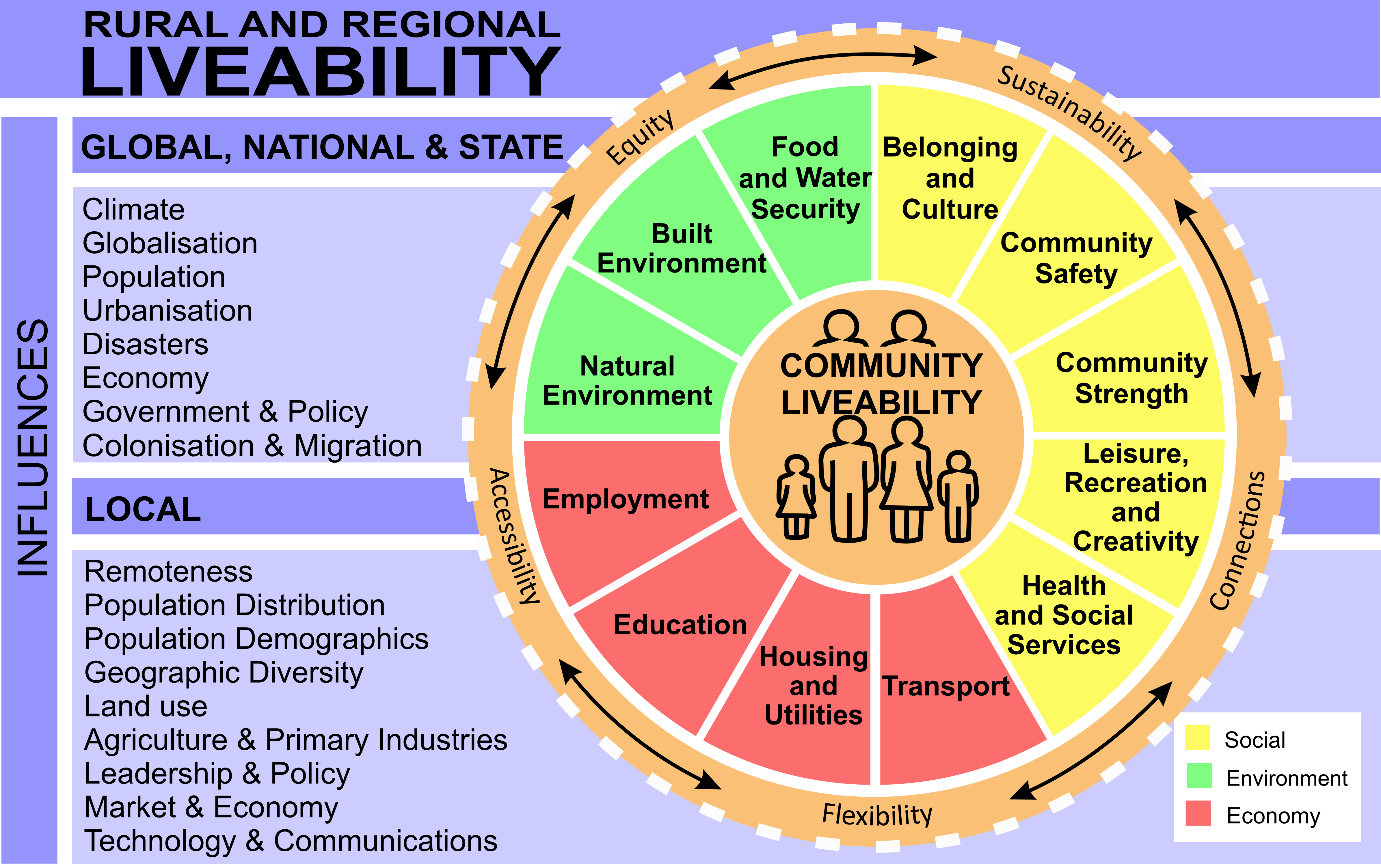 RURAL AND REGIONAL
LIVEABILITY
INFLUENCES
GLOBAL, NATIONAL & STATE
Climate
Globalisation
Population
Urbanisation
Disasters
Economy
Government & Policy
Colonisation & Migration
LOCAL
Remoteness
Population Distribution
Population Demographics
Geographic Diversity
Land use
Agriculture & Primary Industries
Leadership & Policy
Market & Economy
Technology & Communications
Equity
Sustainability
Connections
Flexibility
Accessibility
Food
and Water
Security
Belonging
and
Culture
Community
Safety
Community
Strength
Leisure,
Recreation
and
Creativity
Health
and Social
Services
Transport
Housing
and
Utilities
Education
Employment
Natural
Environment
Built
Environment
COMMUNITY
LIVEABILITY
Social
Environment
Economy